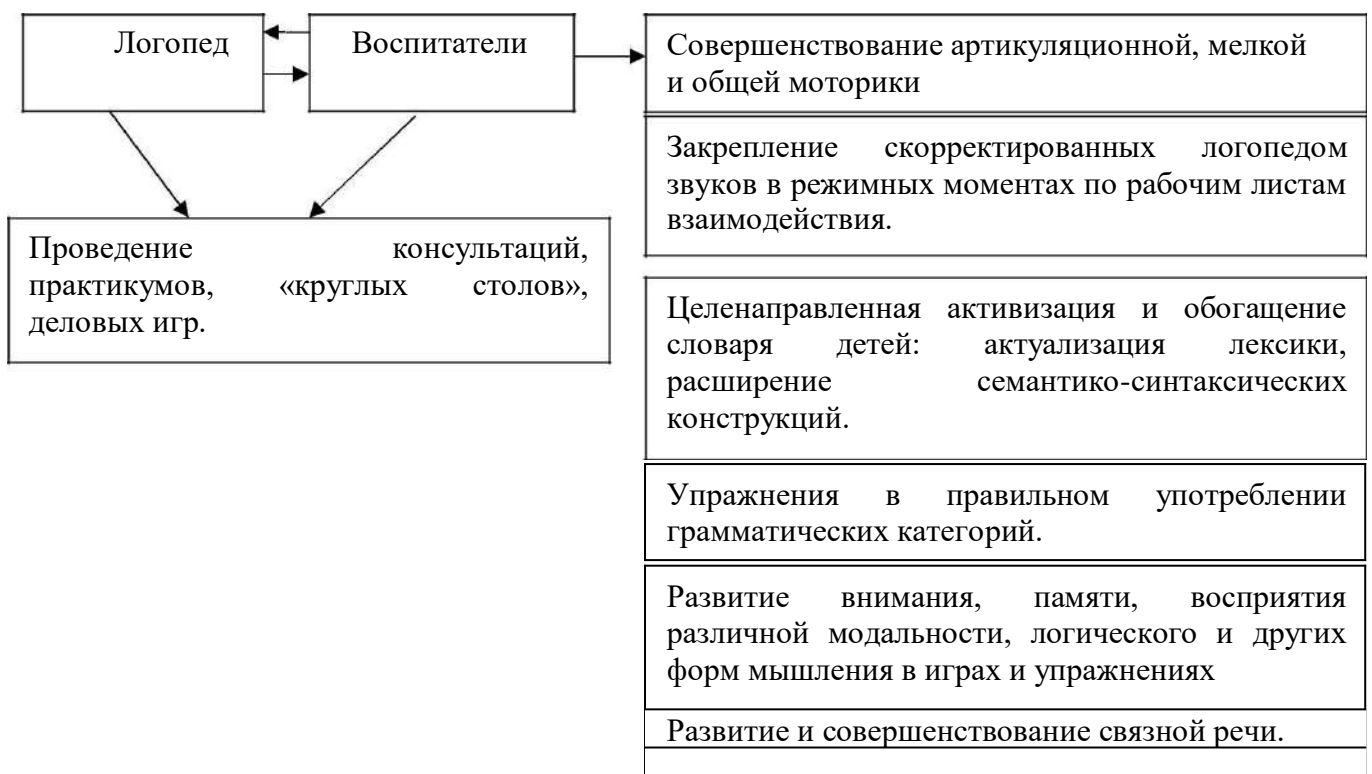 Логопед
Воспитатели
Совершенствование артикуляционной, мелкой
и общей моторики
Закрепление скорректированных логопедом
звуков в режимных моментах по рабочим листам
взаимодействия.
Проведение консультаций,
практикумов, «круглых столов»,
деловых игр.
Целенаправленная активизация и обогащение
словаря детей: актуализация лексики,
расширение семантико-синтаксических
конструкций.
Упражнения в правильном употреблении
грамматических категорий.
Развитие внимания, памяти, восприятия
различной модальности, логического и других
форм мышления в играх и упражнениях
Развитие и совершенствование связной речи.